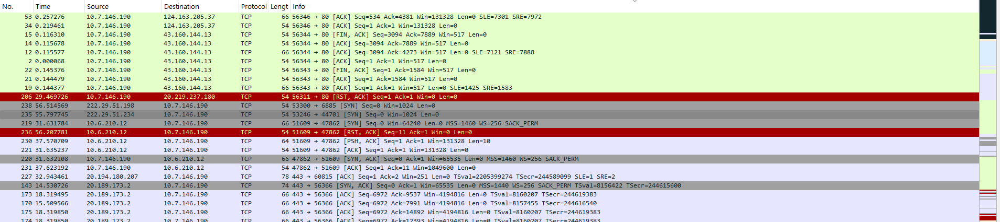 No. Time Source Destination Protocol Lengt Info
53 0.257276 10.7.146.190 124.163.205.37 TCP 66 56346 → 80 [ACK] Seq=534 Ack=4381 Win=131328 Len=0 SLE=7301 SRE=7972
34 0.219461 10.7.146.190 124.163.205.37 TCP 54 56346 → 80 [ACK] Seq=1 Ack=1 Win=131328 Len=0
15 0.116310 10.7.146.190 43.160.144.13 TCP 54 56344 → 80 [FIN, ACK] Seq=3094 Ack=7889 Win=517 Len=0
14 0.115678 10.7.146.190 43.160.144.13 TCP 54 56344 → 80 [ACK] Seq=3094 Ack=7889 Win=517 Len=0
12 0.115577 10.7.146.190 43.160.144.13 TCP 66 56344 → 80 [ACK] Seq=3094 Ack=4273 Win=517 Len=0 SLE=7121 SRE=7888
2 0.000068 10.7.146.190 43.160.144.13 TCP 54 56344 → 80 [ACK] Seq=1 Ack=1 Win=517 Len=0
22 0.145376 10.7.146.190 43.160.144.13 TCP 54 56343 → 80 [FIN, ACK] Seq=1 Ack=1584 Win=517 Len=0
21 0.144479 10.7.146.190 43.160.144.13 TCP 54 56343 → 80 [ACK] Seq=1 Ack=1584 Win=517 Len=0
19 0.144377 10.7.146.190 43.160.144.13 TCP 66 56343 → 80 [ACK] Seq=1 Ack=1 Win=517 Len=0 SLE=1425 SRE=1583
206 29.469726 10.7.146.190 20.219.237.180 TCP 54 56311 → 80 [RST, ACK] Seq=1 Ack=1 Win=0 Len=0
238 56.514569 222.29.51.198 10.7.146.190 TCP 54 53300 → 6885 [SYN] Seq=0 Win=1024 Len=0
235 55.797745 222.29.51.234 10.7.146.190 TCP 54 53246 → 44701 [SYN] Seq=0 Win=1024 Len=0
219 31.631784 10.6.210.12 10.7.146.190 TCP 66 51609 → 47862 [SYN] Seq=0 Win=64240 Len=0 MSS=1460 WS=256 SACK_PERM
236 56.207781 10.6.210.12 10.7.146.190 TCP 54 51609 → 47862 [RST, ACK] Seq=11 Ack=1 Win=0 Len=0
230 37.570709 10.6.210.12 10.7.146.190 TCP 64 51609 → 47862 [PSH, ACK] Seq=1 Ack=1 Win=131328 Len=10
221 31.635237 10.6.210.12 10.7.146.190 TCP 54 51609 → 47862 [ACK] Seq=1 Ack=1 Win=131328 Len=0
220 31.632108 10.7.146.190 10.6.210.12 TCP 66 47862 → 51609 [SYN, ACK] Seq=0 Ack=1 Win=65535 Len=0 MSS=1460 WS=256 SACK_PERM
231 37.623192 10.7.146.190 10.6.210.12 TCP 54 47862 → 51609 [ACK] Seq=1 Ack=11 Win=1049600 Len=0
227 32.943461 20.194.180.207 10.7.146.190 TCP 78 443 → 60815 [ACK] Seq=1 Ack=2 Win=251 Len=0 TSval=2205399274 TSecr=244589099 SLE=1 SRE=2
143 14.530726 20.189.173.2 10.7.146.190 TCP 74 443 → 56366 [SYN, ACK] Seq=0 Ack=1 Win=65535 Len=0 MSS=1440 WS=256 SACK_PERM TSval=8156422 TSecr=244615600
173 18.319495 20.189.173.2 10.7.146.190 TCP 66 443 → 56366 [ACK] Seq=6972 Ack=9537 Win=4194816 Len=0 TSval=8160207 TSecr=244619383
170 15.509566 20.189.173.2 10.7.146.190 TCP 66 443 → 56366 [ACK] Seq=6972 Ack=7991 Win=4194816 Len=0 TSval=8157455 TSecr=244616540
175 18.319850 20.189.173.2 10.7.146.190 TCP 66 443 → 56366 [ACK] Seq=6972 Ack=14892 Win=4194816 Len=0 TSval=8160207 TSecr=244619383
174 18.319850 20.189.173.2 10.7.146.190 TCP 66 443 → 56366 [ACK] Seq=6972 Ack=12393 Win=4194816 Len=0 TSval=8160207 TSecr=244619383